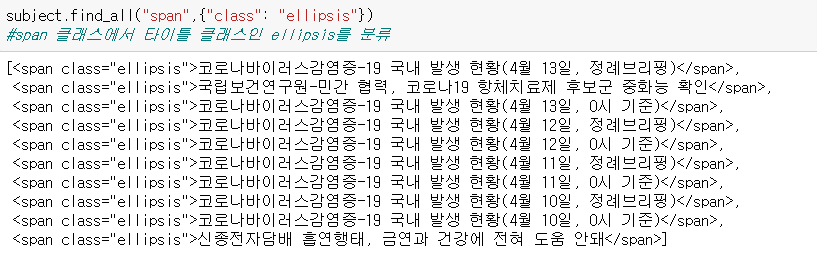 subject.find_all("span",{"class": "ellipsis"})
#span 클래스에서 타이틀 클래스인 ellipsis를 분류
[<span class="ellipsis">코로나바이러스감염증-19 국내 발생 현황(4월 13일, 정례브리핑)</span>,
<span class="ellipsis">국립보건연구원-민간 협력, 코로나19 항체치료제 후보군 중화능 확인</span>,
<span class="ellipsis">코로나바이러스감염증-19 국내 발생 현황(4월 13일, 0시 기준)</span>,
<span class="ellipsis">코로나바이러스감염증-19 국내 발생 현황(4월 12일, 정례브리핑)</span>,
<span class="ellipsis">코로나바이러스감염증-19 국내 발생 현황(4월 12일, 0시 기준)</span>,
<span class="ellipsis">코로나바이러스감염증-19 국내 발생 현황(4월 11일, 정례브리핑)</span>,
<span class="ellipsis">코로나바이러스감염증-19 국내 발생 현황(4월 11일, 0시 기준)</span>,
<span class="ellipsis">코로나바이러스감염증-19 국내 발생 현황(4월 10일, 정례브리핑)</span>,
<span class="ellipsis">코로나바이러스감염증-19 국내 발생 현황(4월 10일, 0시 기준)</span>,
<span class="ellipsis">신종전자담배 흡연행태, 금연과 건강에 전혀 도움 안돼</span>]